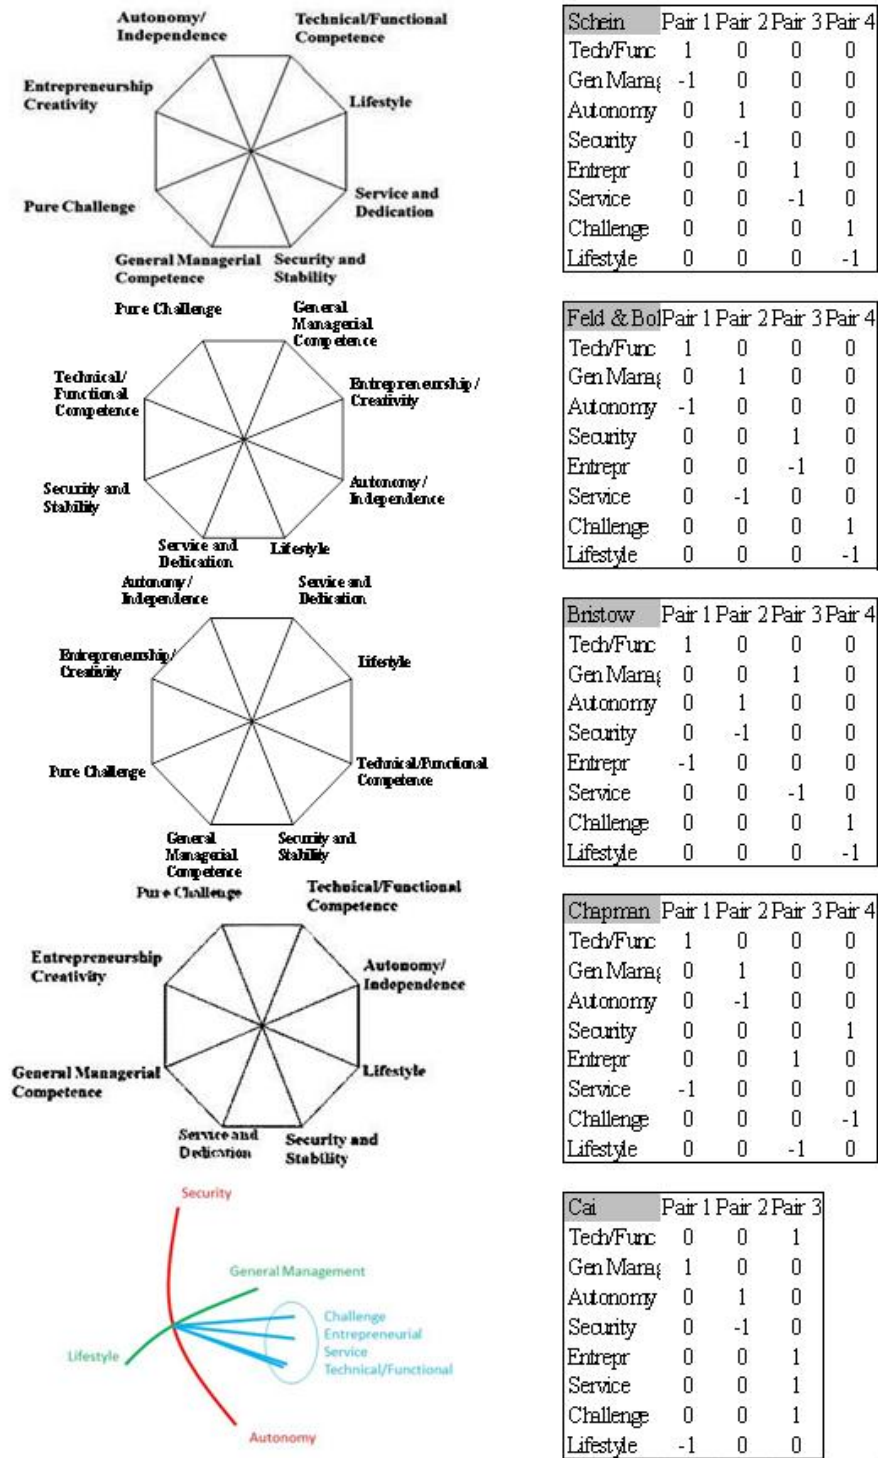 Autonomy/
Independence
Technical/Functional
Competence
Entrepreneurship
Creativity
Lifestyle
Pure Challenge
Service and
Dedication
General Managerial
Competence
Security and
Stability
Schein Pair 1 Pair 2 Pair 3 Pair 4
Tech/Func 1 0 0 0
Gen Manag -1 0 0 0
Autonomy 0 1 0 0
Security 0 -1 0 0
Entrepr 0 0 1 0
Service 0 0 -1 0
Challenge 0 0 0 1
Lifestyle 0 0 0 -1
Pure Challenge
General
Managerial
Competence
Technical/
Functional
Competence
Entrepreneurship /
Creativity
Security and
Stability
Autonomy/
Independence
Service and
Dedication
Lifestyle
Feld & Bol Pair 1 Pair 2 Pair 3 Pair 4
Tech/Func 1 0 0 0
Gen Manag 0 1 0 0
Autonomy -1 0 0 0
Security 0 0 1 0
Entrepr 0 0 -1 0
Service 0 -1 0 0
Challenge 0 0 0 1
Lifestyle 0 0 0 -1
Autonomy/
Independence
Service and
Dedication
Entrepreneurship/
Creativity
Lifestyle
Pure Challenge
Technical/Functional
Competence
General
Managerial
Competence
Security and
Stability
Bristow Pair 1 Pair 2 Pair 3 Pair 4
Tech/Func 1 0 0 0
Gen Manag 0 0 1 0
Autonomy 0 1 0 0
Security 0 -1 0 0
Entrepr -1 0 0 0
Service 0 0 -1 0
Challenge 0 0 0 1
Lifestyle 0 0 0 -1
Pure Challenge
Technical/Functional
Competence
Entrepreneurship
Creativity
Autonomy/
Independence
General Managerial
Competence
Lifestyle
Service and
Dedication
Security and
Stability
Chapman Pair 1 Pair 2 Pair 3 Pair 4
Tech/Func 1 0 0 0
Gen Manag 0 1 0 0
Autonomy 0 -1 0 0
Security 0 0 0 1
Entrepr 0 0 1 0
Service -1 0 0 0
Challenge 0 0 0 -1
Lifestyle 0 0 -1 0
Security
General Management
Challenge
Entrepreneurial
Service
Technical/Functional
Lifestyle
Autonomy
Cai Pair 1 Pair 2 Pair 3
Tech/Func 0 0 1
Gen Manag 1 0 0
Autonomy 0 1 0
Security 0 -1 0
Entrepr 0 0 1
Service 0 0 1
Challenge 0 0 1
Lifestyle -1 0 0